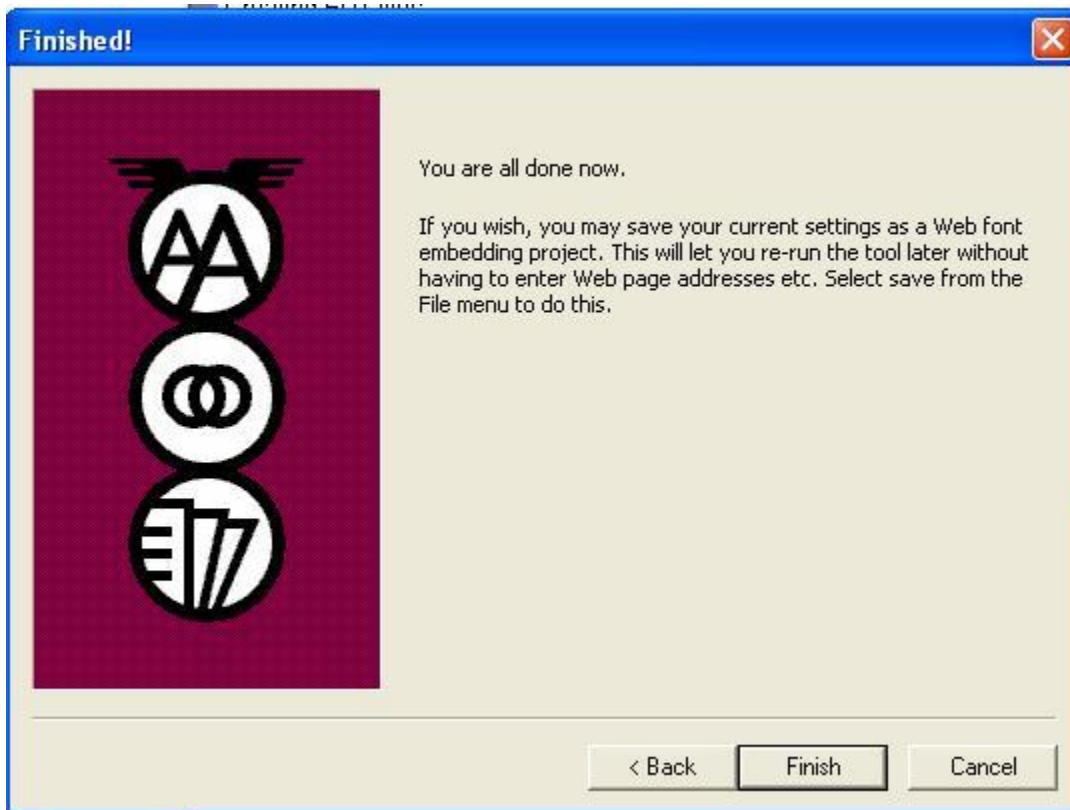 Finished!
You are all done now.
If you wish, you may save your current settings as a Web font
embedding project. This will let you re-run the tool later without
having to enter Web page addresses etc. Select save from the
File menu to do this.
< Back
Finish
Cancel